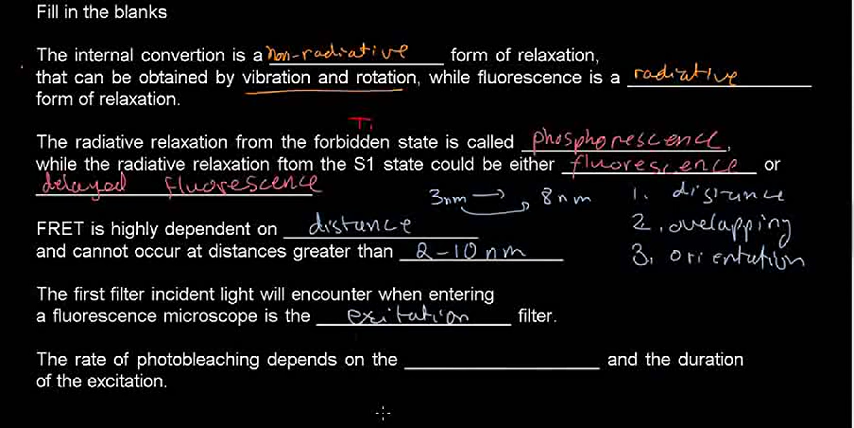 Fill in the blanks
The internal convertion is a non-radiative form of relaxation,
that can be obtained by vibration and rotation, while fluorescence is a radiative
form of relaxation.
T1
The radiative relaxation from the forbidden state is called phosphorescence,
while the radiative relaxation ftom the S1 state could be either fluorescence or
delayed fluorescence
3nm → 8nm
1. distance
FRET is highly dependent on distance
2. overlapping
and cannot occur at distances greater than 2-10nm
3. orientation
The first filter incident light will encounter when entering
a fluorescence microscope is the exitation filter.
The rate of photobleaching depends on the and the duration
of the excitation.